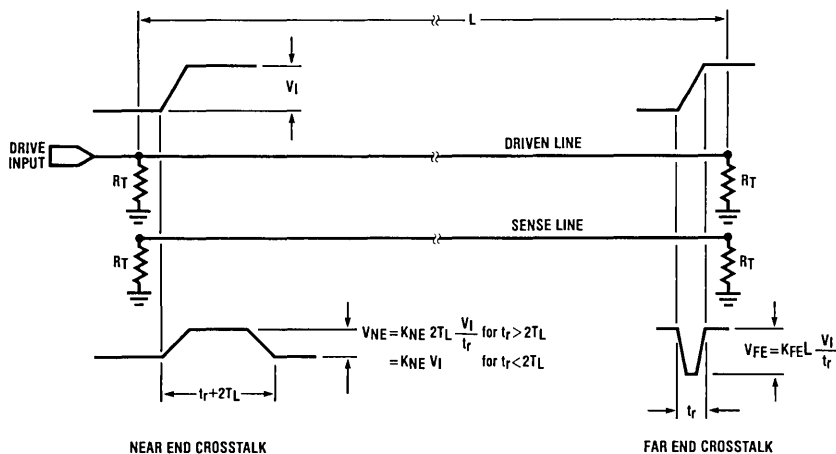 L
V_I
DRIVE
INPUT
DRIVEN LINE
R_T
R_T
SENSE LINE
R_T
R_T
V_NE = K_NE 2T_L V_I/t_r for t_r > 2T_L
= K_NE V_I for t_r < 2T_L
V_FE = K_FE L V_I/t_r
t_r + 2T_L
t_r
NEAR END CROSSTALK
FAR END CROSSTALK